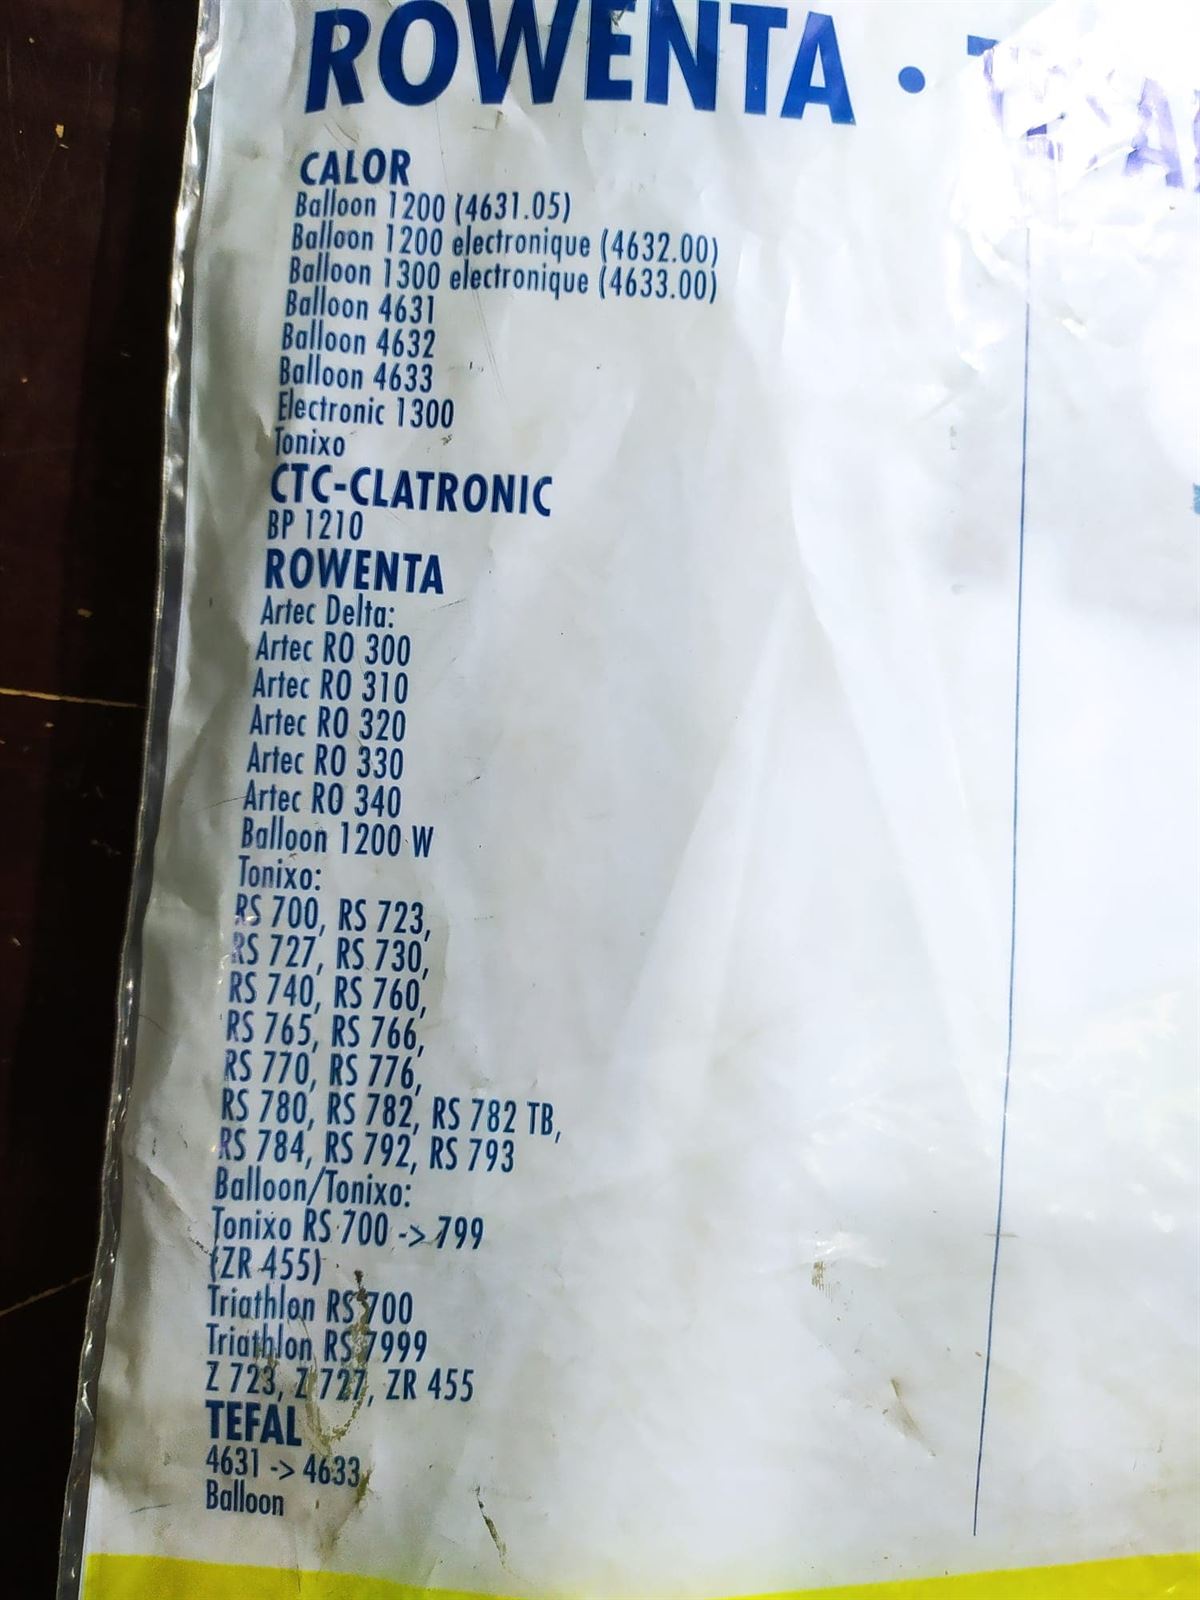 ROWENTA •
CALOR
Balloon 1200 (4631.05)
Balloon 1200 electronique (4632.00)
Balloon 1300 electronique (4633.00)
Balloon 4631
Balloon 4632
Balloon 4633
Electronic 1300
Tonixo
CTC-CLATRONIC
BP 1210
ROWENTA
Artec Delta:
Artec RO 300
Artec RO 310
Artec RO 320
Artec RO 330
Artec RO 340
Balloon 1200 W
Tonixo:
RS 700, RS 723,
RS 727, RS 730,
RS 740, RS 760,
RS 765, RS 766,
RS 770, RS 776,
RS 780, RS 782, RS 782 TB,
RS 784, RS 792, RS 793
Balloon/Tonixo:
Tonixo RS 700 -> 799
(ZR 455)
Triathlon RS 700
Triathlon RS 7999
Z 723, Z 727, ZR 455
TEFAL
4631 -> 4633
Balloon